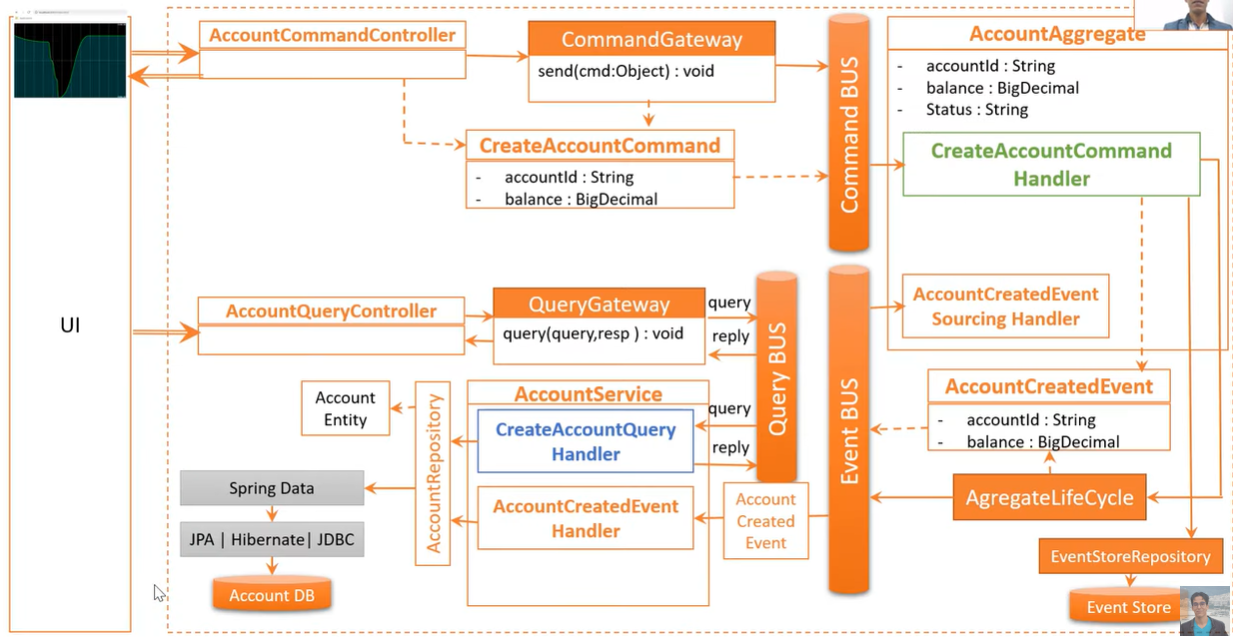 UI
AccountCommandController
CommandGateway
send(cmd:Object) : void
CreateAccountCommand
- accountId : String
- balance : BigDecimal
Command BUS
AccountAggregate
- accountId : String
- balance : BigDecimal
- Status : String
CreateAccountCommand
Handler
AccountCreatedEvent
Sourcing Handler
AccountQueryController
QueryGateway
query(query,resp ) : void
query
reply
Query BUS
Event BUS
AccountService
CreateAccountQuery
Handler
query
reply
AccountCreatedEvent
Handler
Account
Created
Event
Account
Entity
AccountRepository
Spring Data
JPA | Hibernate| JDBC
Account DB
AccountCreatedEvent
- accountId : String
- balance : BigDecimal
AgregateLifeCycle
EventStoreRepository
Event Store